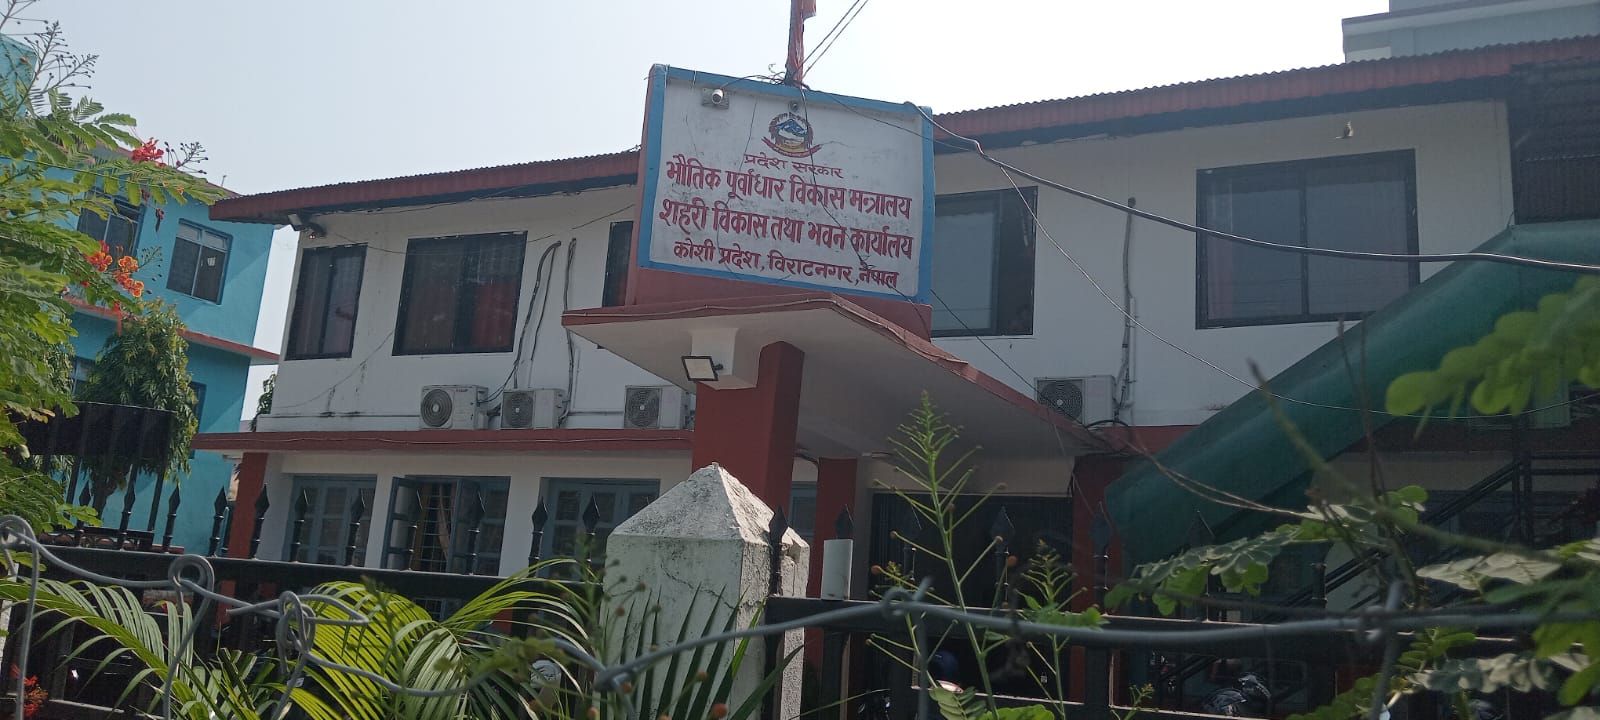 प्रदेश सरकार
भौतिक पूर्वाधार विकास मन्त्रालय
शहरी विकास तथा भवन कार्यालय
कोशी प्रदेश, विराटनगर, नेपाल